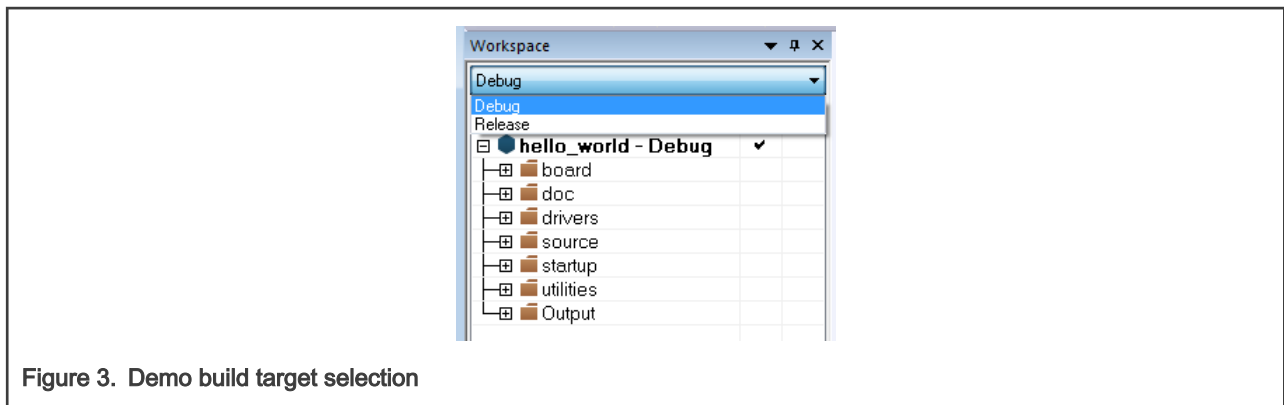 Workspace
Debug
Debug
Release
hello_world - Debug
board
doc
drivers
source
startup
utilities
Output
Figure 3. Demo build target selection